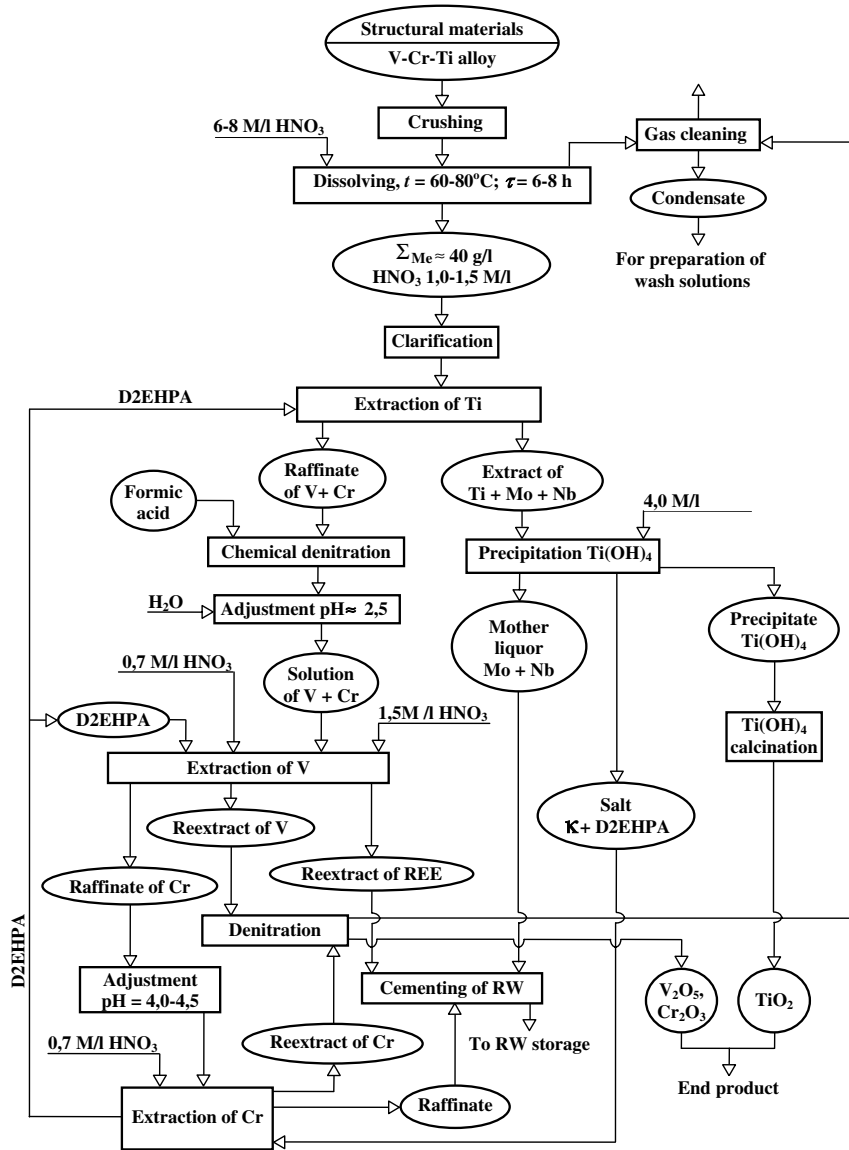 Structural materials
V-Cr-Ti alloy
6-8 M/l HNO₃
Crushing
Gas cleaning
Dissolving, t = 60-80°C; τ = 6-8 h
Condensate
Σ_Me ≈ 40 g/l
HNO₃ 1,0-1,5 M/l
For preparation of
wash solutions
Clarification
D2EHPA
Extraction of Ti
Raffinate
of V+ Cr
Extract of
Ti + Mo + Nb
Formic
acid
4,0 M/l
Chemical denitration
Precipitation Ti(OH)₄
H₂O
Adjustment pH≈ 2,5
Precipitate
Ti(OH)₄
Mother
liquor
Mo + Nb
0,7 M/l HNO₃
Solution
of V + Cr
1,5M /l HNO₃
D2EHPA
Ti(OH)₄
calcination
Extraction of V
Salt
K+ D2EHPA
Reextract of V
Raffinate of Cr
Reextract of REE
Denitration
D2EHPA
Adjustment
pH = 4,0-4,5
Cementing of RW
V₂O₅,
Cr₂O₃
TiO₂
0,7 M/l HNO₃
Reextract of Cr
To RW storage
End product
Extraction of Cr
Raffinate